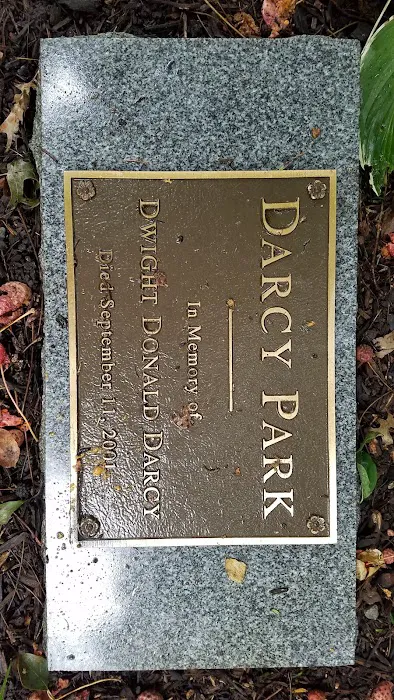 DARCY PARK
In Memory of
DWIGHT DONALD DARCY
Died September 11, 2001